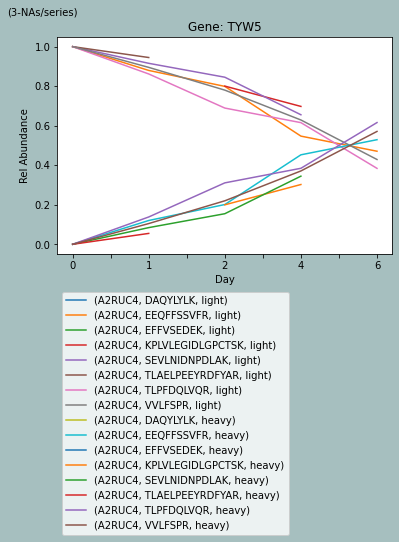 (3-NAs/series)
Gene: TYW5
Rel Abundance
1.0
0.8
0.6
0.4
0.2
0.0
0 1 2 4 6
Day
(A2RUC4, DAQYLYLK, light)
(A2RUC4, EEQFFSSVFR, light)
(A2RUC4, EFFVSEDEK, light)
(A2RUC4, KPLVLEGIDLGPCTSK, light)
(A2RUC4, SEVLNIDNPDLAK, light)
(A2RUC4, TLAELPEEYRDFYAR, light)
(A2RUC4, TLPFDQLVQR, light)
(A2RUC4, VVLFSPR, light)
(A2RUC4, DAQYLYLK, heavy)
(A2RUC4, EEQFFSSVFR, heavy)
(A2RUC4, EFFVSEDEK, heavy)
(A2RUC4, KPLVLEGIDLGPCTSK, heavy)
(A2RUC4, SEVLNIDNPDLAK, heavy)
(A2RUC4, TLAELPEEYRDFYAR, heavy)
(A2RUC4, TLPFDQLVQR, heavy)
(A2RUC4, VVLFSPR, heavy)